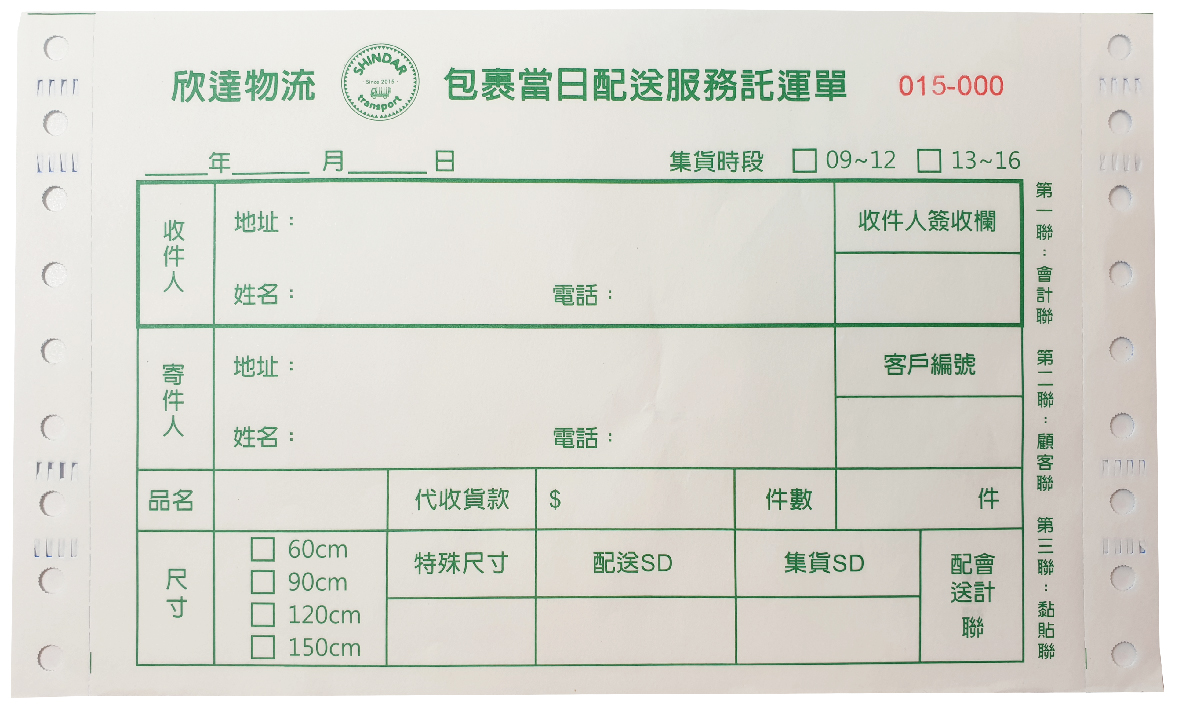 欣達物流 SHINDAR Since 2015 transport 包裹當日配送服務託運單 015-000
年 月 日 集貨時段 09~12 13~16
收件人 地址： 收件人簽收欄
姓名： 電話：
寄件人 地址： 客戶編號
姓名： 電話：
品名 代收貨款 $ 件數 件
尺寸 60cm 特殊尺寸 配送SD 集貨SD 配會送計聯
90cm
120cm
150cm
第一聯：會計聯 第二聯：顧客聯 第三聯：黏貼聯